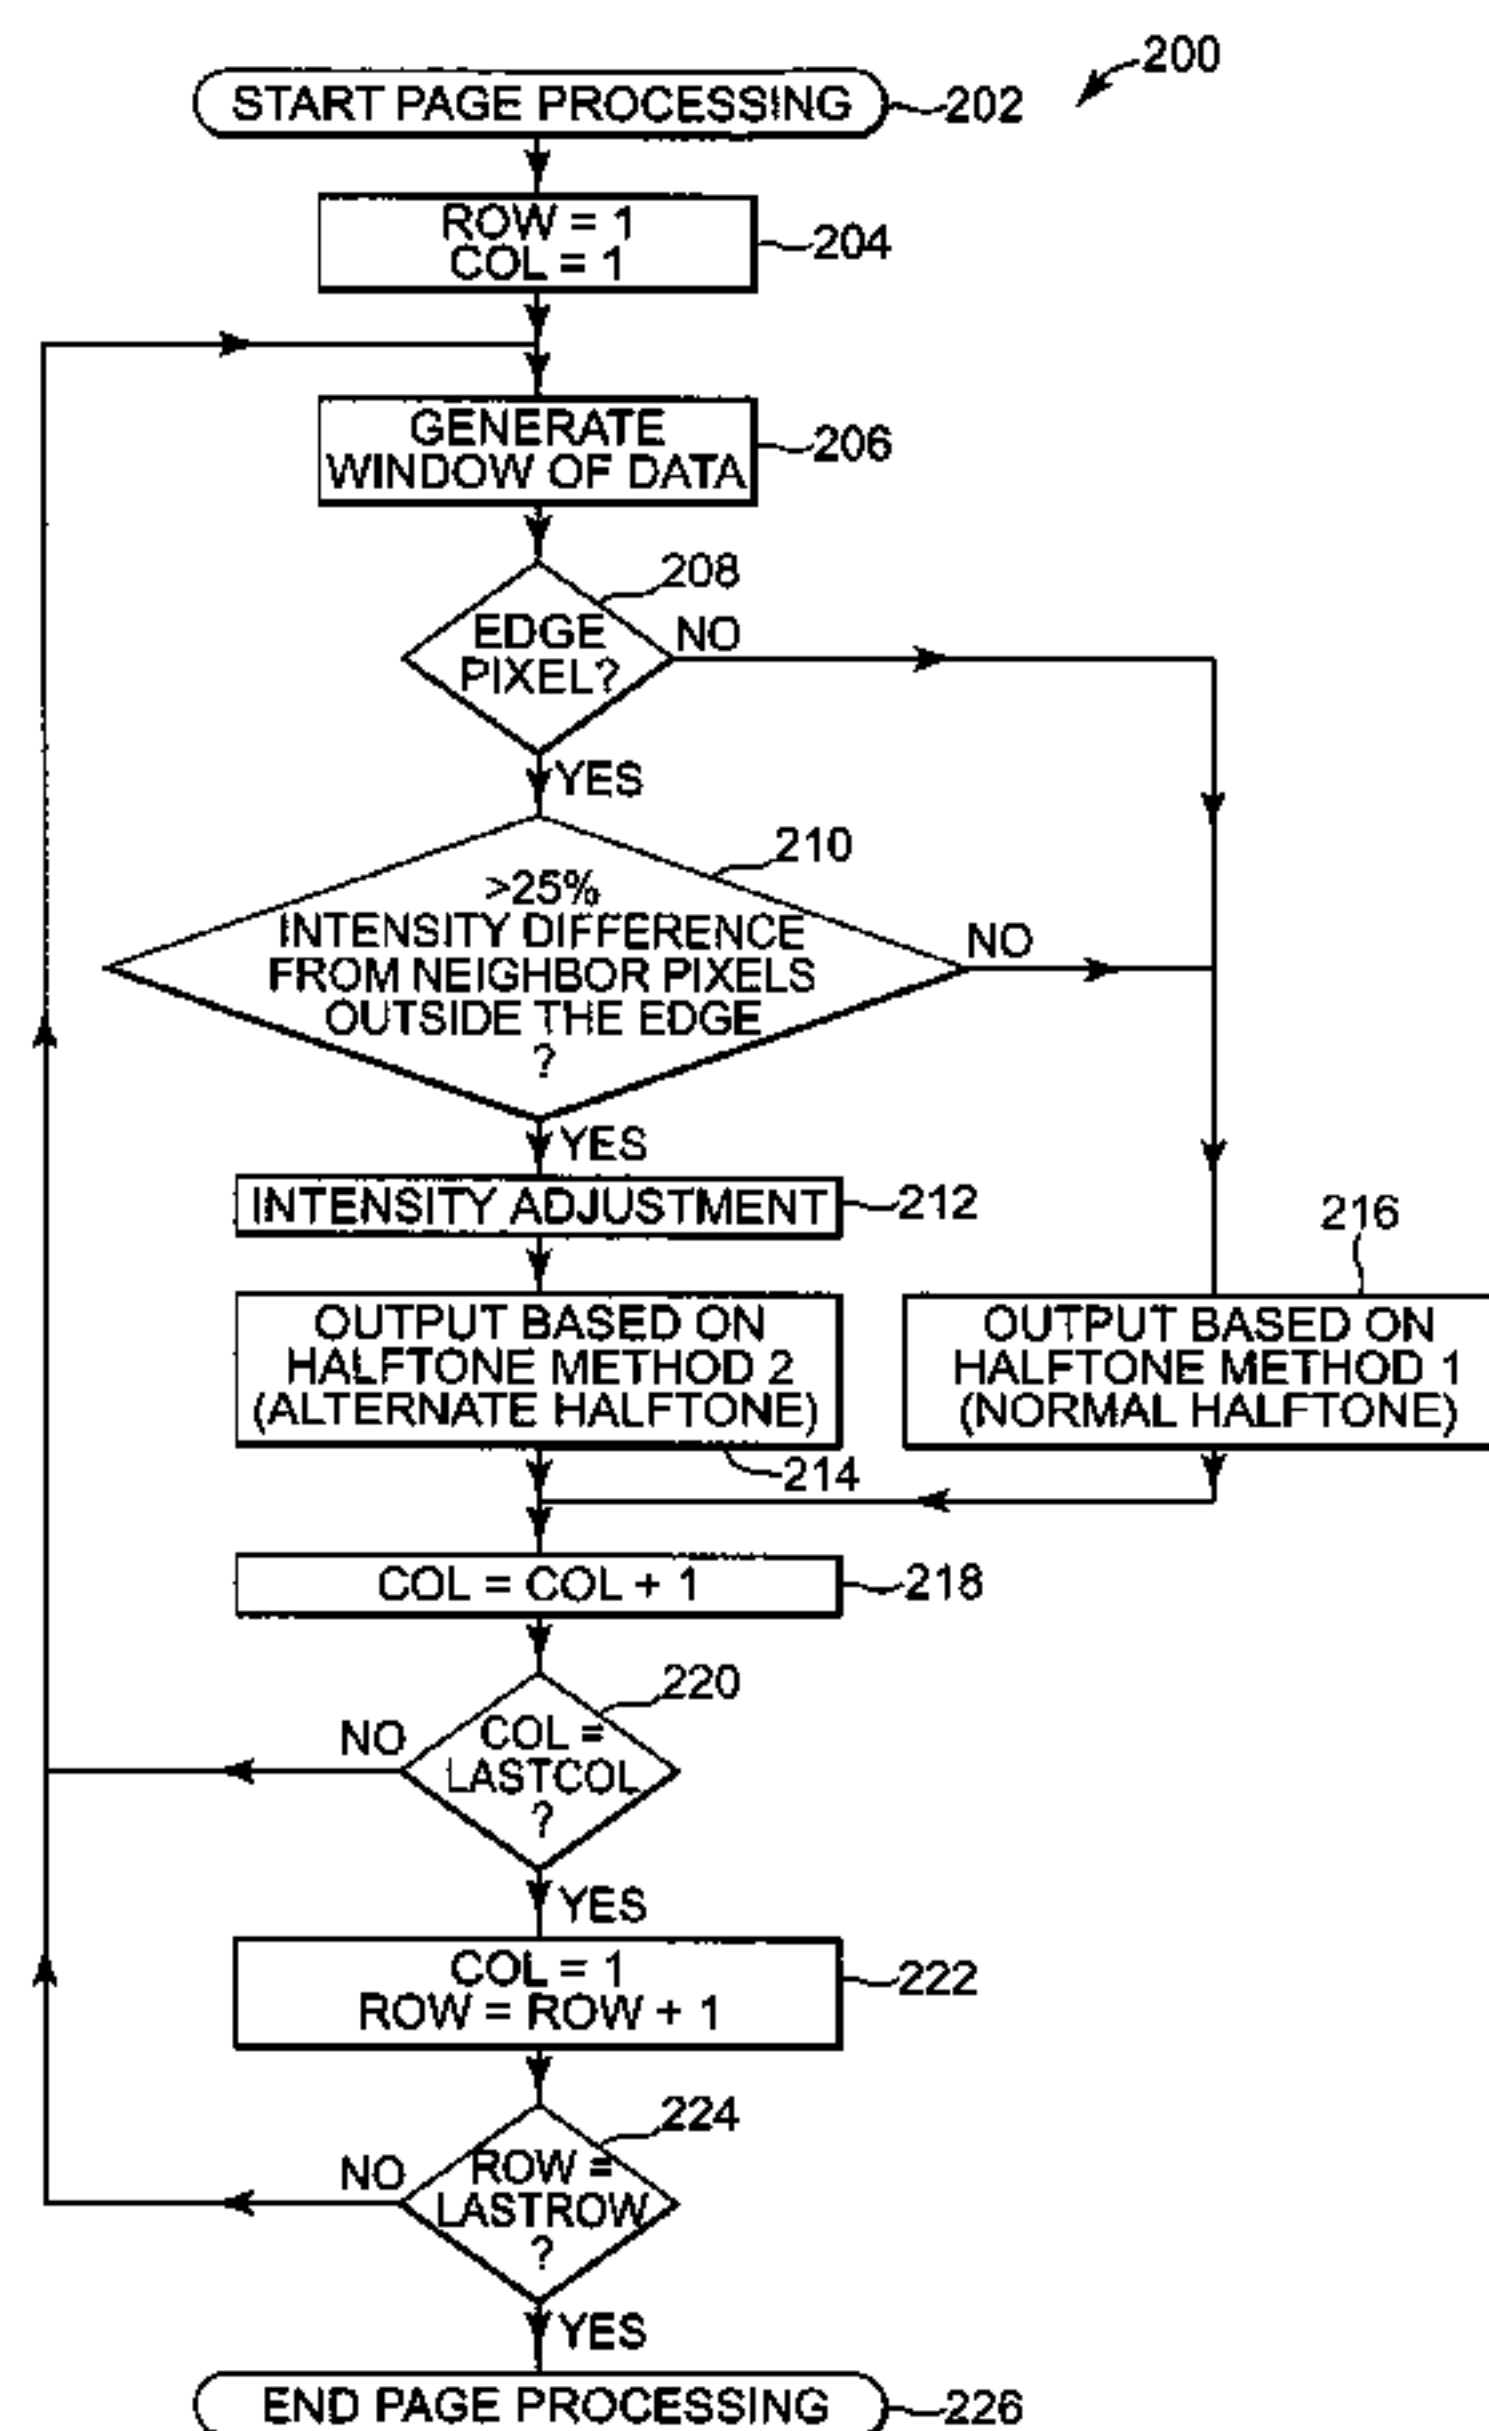 200
START PAGE PROCESSING
202
ROW = 1
COL = 1
204
GENERATE
WINDOW OF DATA
206
208
EDGE
PIXEL?
NO
YES
210
>25%
INTENSITY DIFFERENCE
FROM NEIGHBOR PIXELS
OUTSIDE THE EDGE
?
NO
YES
INTENSITY ADJUSTMENT
212
216
OUTPUT BASED ON
HALFTONE METHOD 2
(ALTERNATE HALFTONE)
214
OUTPUT BASED ON
HALFTONE METHOD 1
(NORMAL HALFTONE)
COL = COL + 1
218
220
COL =
LASTCOL
?
NO
YES
COL = 1
ROW = ROW + 1
222
224
ROW =
LASTROW
?
NO
YES
END PAGE PROCESSING
226